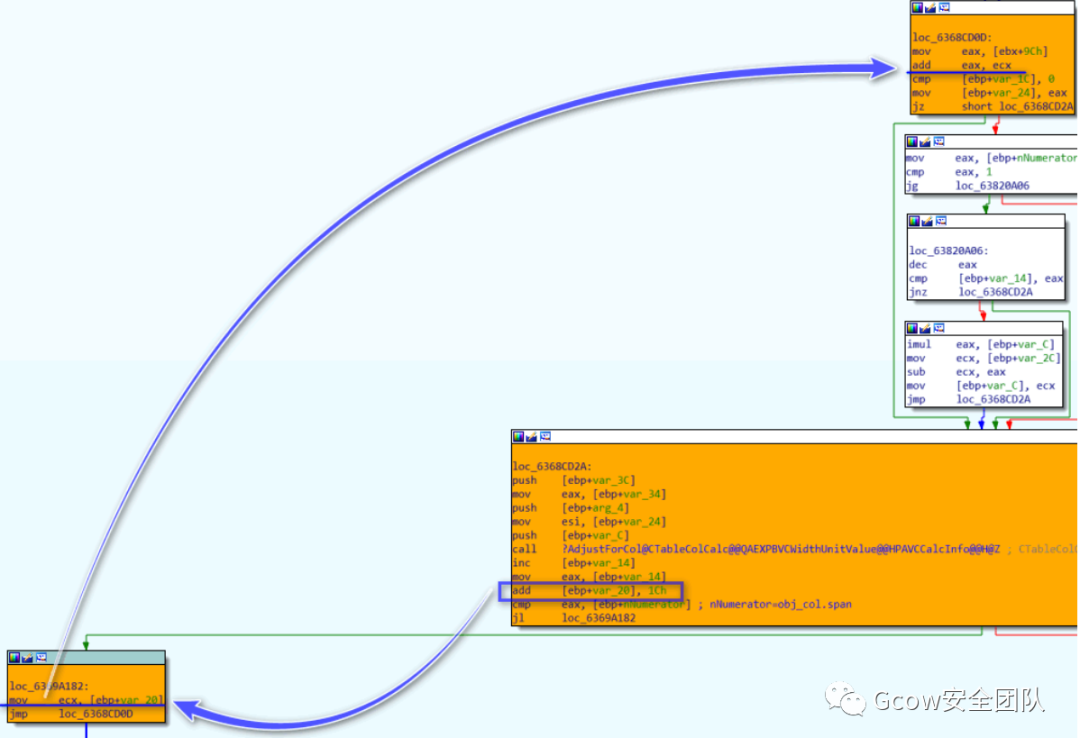 loc_6368CD0D:
mov eax, [ebx+9Ch]
add eax, ecx
cmp [ebp+var_1C], 0
mov [ebp+var_24], eax
jz short loc_6368CD2A
mov eax, [ebp+nNumerator
cmp eax, 1
jg loc_63820A06
loc_63820A06:
dec eax
cmp [ebp+var_14], eax
jnz loc_6368CD2A
imul eax, [ebp+var_C]
mov ecx, [ebp+var_2C]
sub ecx, eax
mov [ebp+var_C], ecx
jmp loc_6368CD2A
loc_6368CD2A:
push [ebp+var_3C]
mov eax, [ebp+var_34]
push [ebp+arg_4]
mov esi, [ebp+var_24]
push [ebp+var_C]
call ?AdjustForCol@CTableColCalc@@QAEXPBVCWidthUnitValue@@HPAVCCalcInfo@@H@Z ; CTableCol
inc [ebp+var_14]
mov eax, [ebp+var_14]
add [ebp+var_20], 1Ch
cmp eax, [ebp+nNumerator] ; nNumerator=obj_col.span
jl loc_6369A182
loc_6369A182:
mov ecx, [ebp+var_20]
jmp loc_6368CD0D
Gcow安全团队